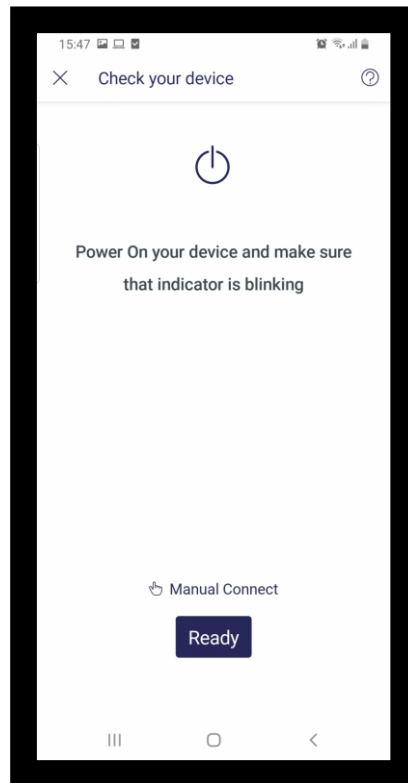 15:47
Check your device
Power On your device and make sure
that indicator is blinking
Manual Connect
Ready